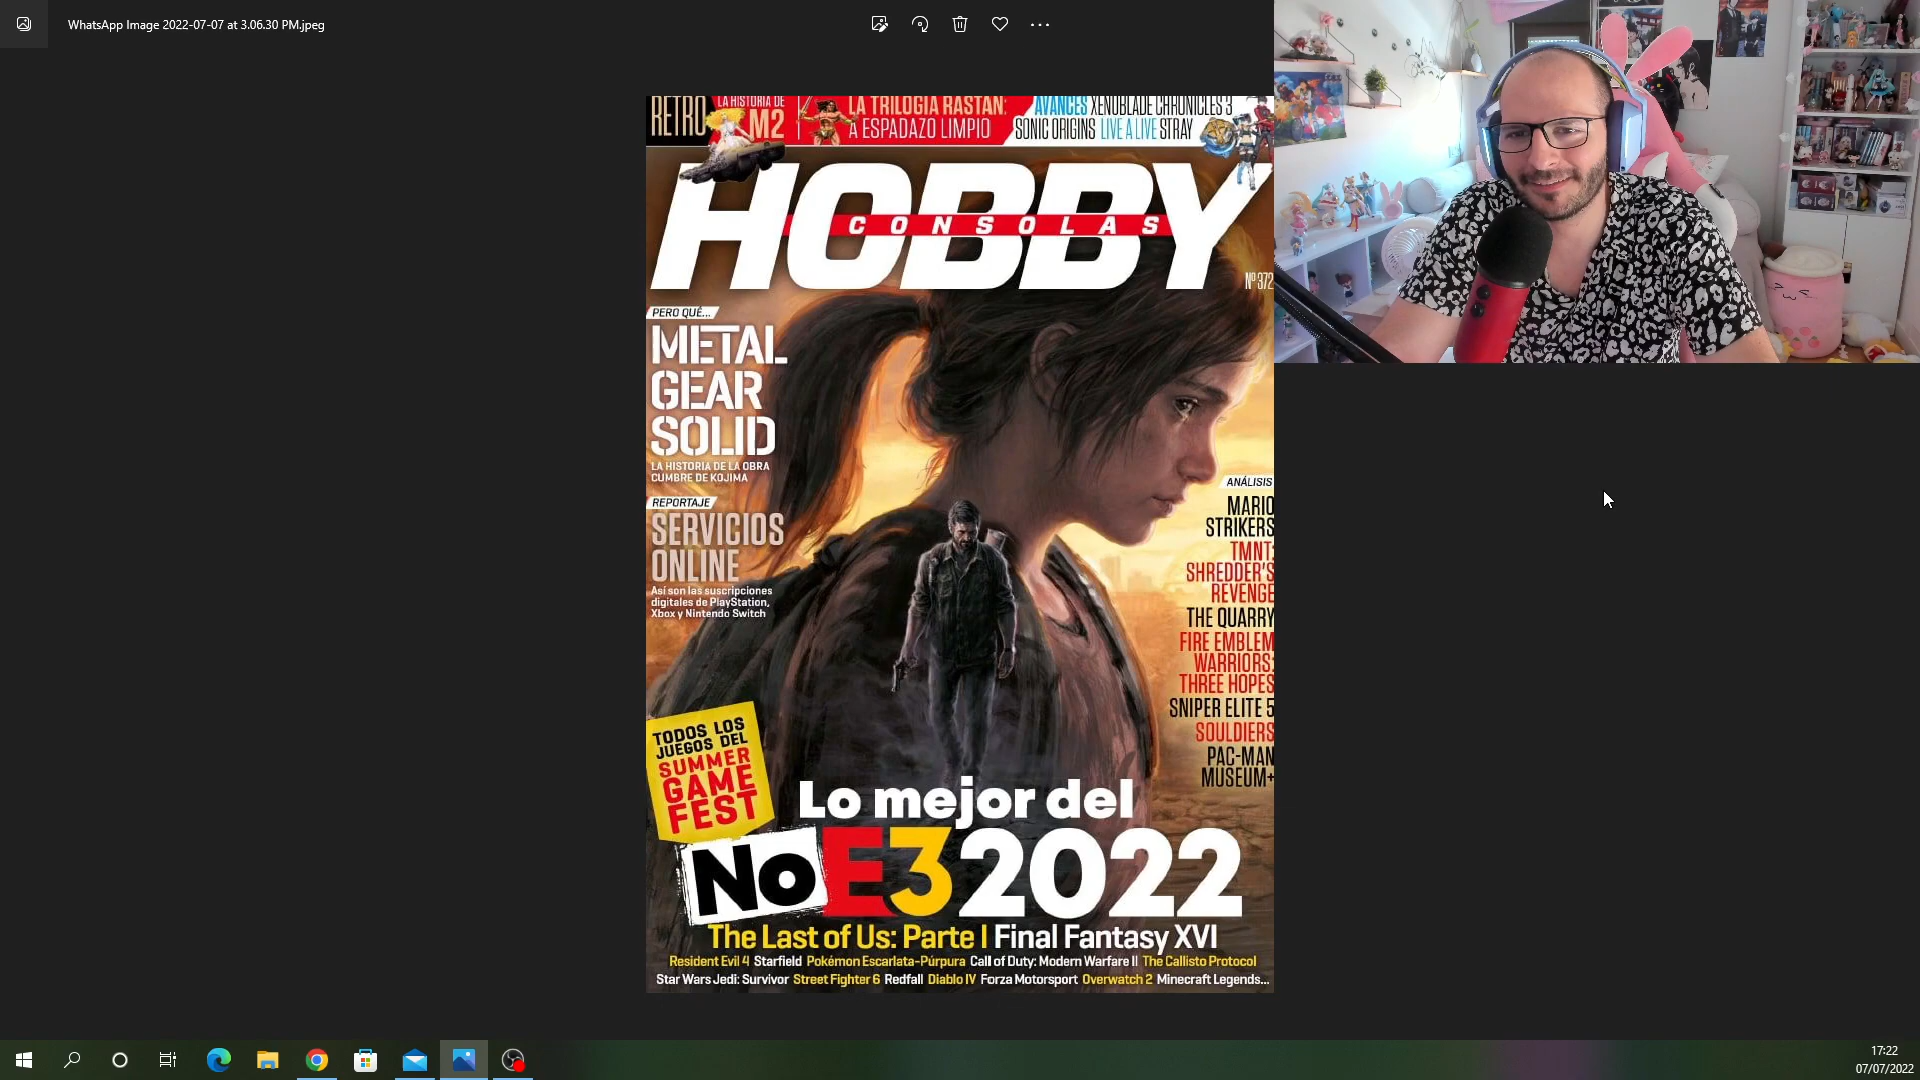 WhatsApp Image 2022-07-07 at 3.06.30 PM.jpeg
RETRO
LA HISTORIA DE
M2
LA TRILOGÍA RASTAN:
A ESPADAZO LIMPIO
AVANCES XENOBLADE CHRONICLES 3
SONIC ORIGINS LIVE A LIVE STRAY
HOBBY
CONSOLAS
Nº 372
PERO QUÉ...
METAL
GEAR
SOLID
LA HISTORIA DE LA OBRA
CUMBRE DE KOJIMA
REPORTAJE
SERVICIOS
ONLINE
Así son las suscripciones
digitales de PlayStation,
Xbox y Nintendo Switch
ANÁLISIS
MARIO
STRIKERS
TMNT:
SHREDDER'S
REVENGE
THE QUARRY
FIRE EMBLEM
WARRIORS:
THREE HOPES
SNIPER ELITE 5
SOULDIERS
PAC-MAN
MUSEUM+
TODOS LOS
JUEGOS DEL
SUMMER
GAME
FEST
Lo mejor del
No E3 2022
The Last of Us: Parte I Final Fantasy XVI
Resident Evil 4 Starfield Pokémon Escarlata-Púrpura Call of Duty: Modern Warfare II The Callisto Protocol
Star Wars Jedi: Survivor Street Fighter 6 Redfall Diablo IV Forza Motorsport Overwatch 2 Minecraft Legends...
17:22
07/07/2022